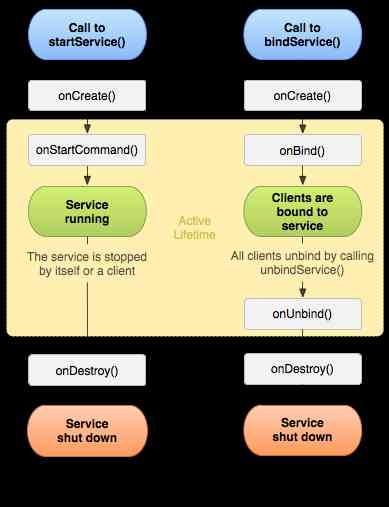 Call to
startService()
onCreate()
onStartCommand()
Service
running
The service is stopped
by itself or a client
onDestroy()
Service
shut down
Active
Lifetime
Call to
bindService()
onCreate()
onBind()
Clients are
bound to
service
All clients unbind by calling
unbindService()
onUnbind()
onDestroy()
Service
shut down